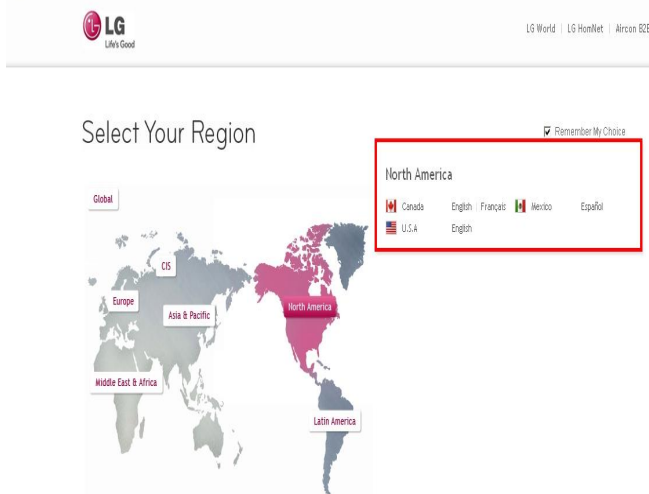 LG
Life's Good
LG World | LG HomNet | Aircon B2B
Select Your Region
Remember My Choice
North America
Canada English | Français Mexico Español
U.S.A English
Global
CIS
Europe
Asia & Pacific
North America
Middle East & Africa
Latin America